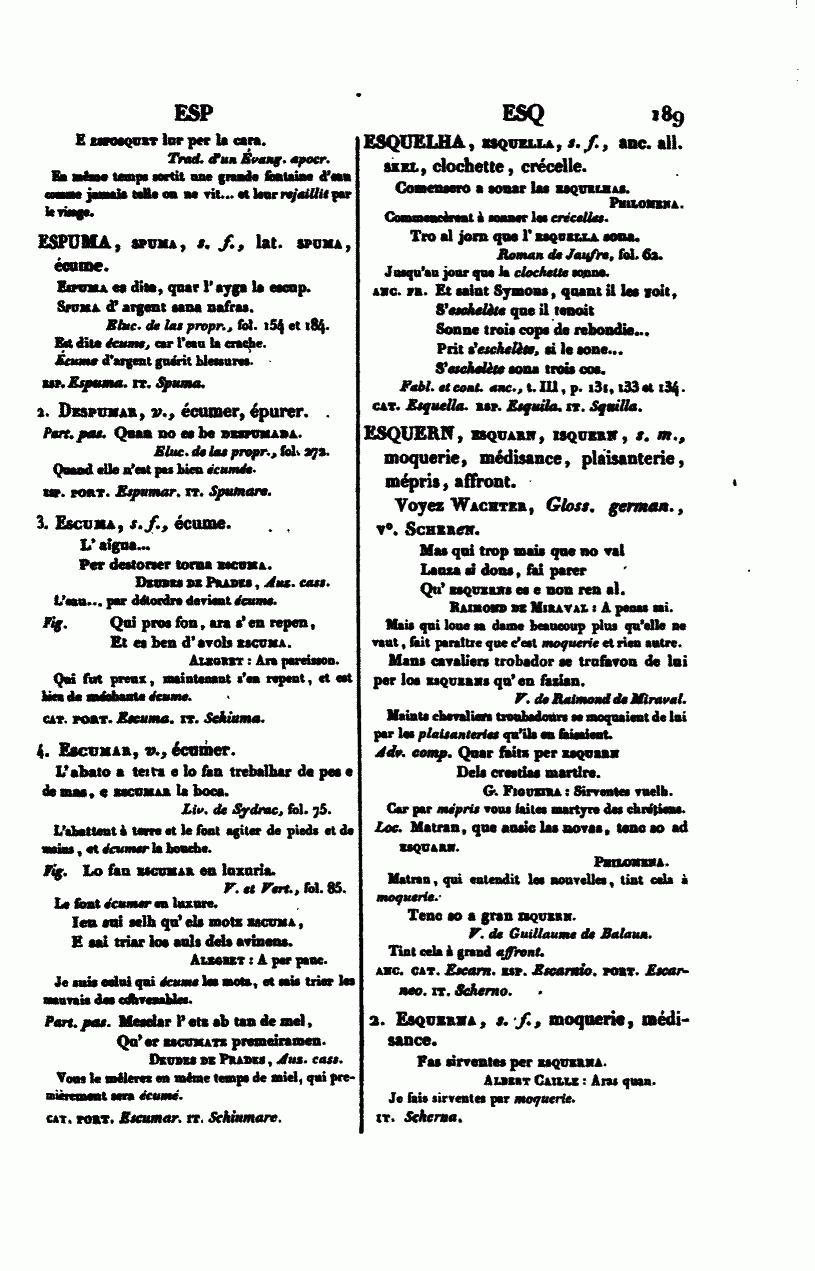 ESP
ESQ 189
E ESPOSQUET lur per la cara.
Trad. d'un Évang. apocr.
En même temps sortit une grande fontaine d'eau
comme jamais telle on ne vit... et leur rejaillit par
le visage.
ESPUMA, SPUMA, s. f., lat. SPUMA,
écume.
ESPUMA es dita, quar l'ayga la escup.
SPUMA d'argent sana nafras.
Eluc. de las propr., fol. 154 et 184.
Est dite écume, car l'eau la crache.
Écume d'argent guérit blessures.
ESP. Espuma. IT. Spuma.
2. DESPUMAR, v., écumer, épurer.
Part. pas. Quan no es be DESPUMADA.
Eluc. de las propr., fol. 272.
Quand elle n'est pas bien écumée.
ESP. PORT. Espumar. IT. Spumare.
3. ESCUMA, s. f., écume.
L'aigua...
Per destorser torna ESCUMA.
DEUDES DE PRADES, Auz. cass.
L'eau... par détordre devient écume.
Fig. Qui pros fon, ara s'en repen,
Et es ben d'avols ESCUMA.
ALEGRET : Ara pareisson.
Qui fut preux, maintenant s'en repent, et est
bien de méchants écume.
CAT. PORT. Escuma. IT. Schiuma.
4. ESCUMAR, v., écumer.
L'abato a terra e lo fan trebalhar de pes e
de mas, e ESCUMAR la boca.
Liv. de Sydrac, fol. 75.
L'abattent à terre et le font agiter de pieds et de
mains, et écumer la bouche.
Fig. Lo fan ESCUMAR en luxuria.
V. et Vert., fol. 85.
Le font écumer en luxure.
Ieu sui selh qu'els motz ESCUMA,
E sai triar los auls dels avinens.
ALEGRET : A per pauc.
Je suis celui qui écume les mots, et sais trier les
mauvais des convenables.
Part. pas. Mesclar l'etz ab tan de mel,
Qu'er ESCUMATZ premeiramen.
DEUDES DE PRADES, Auz. cass.
Vous le mêlerez en même temps de miel, qui pre-
mièrement sera écumé.
CAT. PORT. Escumar. IT. Schiumare.
ESQUELHA, ESQUELLA, s. f., anc. all.
SKEL, clochette, crécelle.
Comensero a sonar las ESQUELHAS.
PHILOMENA.
Commencèrent à sonner les crécelles.
Tro al jorn que l'ESQUELLA sona.
Roman de Jaufre, fol. 62.
Jusqu'au jour que la clochette sonne.
ANC. FR. Et saint Symons, quant il les voit,
S'eschelète que il tenoit
Sonne trois cops de rebondie...
Prit s'eschelète, si le sone...
S'eschelète sona trois cos.
Fabl. et cont. anc., t. III, p. 131, 133 et 134.
CAT. Esquella. ESP. Esquila. IT. Squilla.
ESQUERN, ESQUARN, ISQUERN, s. m.,
moquerie, médisance, plaisanterie,
mépris, affront.
Voyez WACHTER, Gloss. german.,
v°. SCHEREN.
Mas qui trop mais que no val
Lauza si dons, fai parer
Qu'ESQUERNS es e non ren al.
RAIMOND DE MIRAVAL : A penas sai.
Mais qui loue sa dame beaucoup plus qu'elle ne
vaut, fait paraître que c'est moquerie et rien autre.
Mans cavaliers trobador se trufavon de lui
per los ESQUERNS qu'en fazian.
V. de Raimond de Miraval.
Maints chevaliers troubadours se moquaient de lui
par les plaisanteries qu'ils en faisaient.
Adv. comp. Quar faitz per ESQUERN
Dels crestias martire.
G. FIGUEIRA : Sirventes vuelh.
Car par mépris vous faites martyre des chrétiens.
Loc. Matran, que ausic las novas, tenc so ad
ESQUARN.
PHILOMENA.
Matran, qui entendit les nouvelles, tint cela à
moquerie.
Tenc so a gran ISQUERN.
V. de Guillaume de Balaun.
Tint cela à grand affront.
ANC. CAT. Escarn. ESP. Escarnio. PORT. Escar-
neo. IT. Scherno.
2. ESQUERNA, s. f., moquerie, médi-
sance.
Fas sirventes per ESQUERNA.
ALBERT CAILLE : Aras quan.
Je fais sirventes par moquerie.
IT. Scherna.